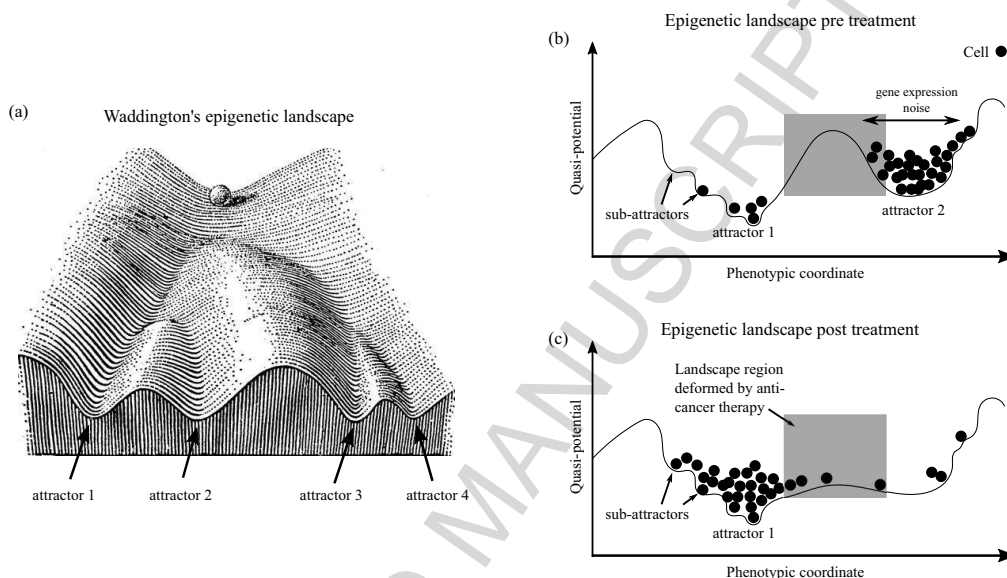 (a)
Waddington's epigenetic landscape
attractor 1
attractor 2
attractor 3
attractor 4
(b)
Epigenetic landscape pre treatment
Cell
gene expression
noise
Quasi-potential
sub-attractors
attractor 1
attractor 2
Phenotypic coordinate
(c)
Epigenetic landscape post treatment
Landscape region
deformed by anti-
cancer therapy
Quasi-potential
sub-attractors
attractor 1
Phenotypic coordinate
MANUSCRIPT